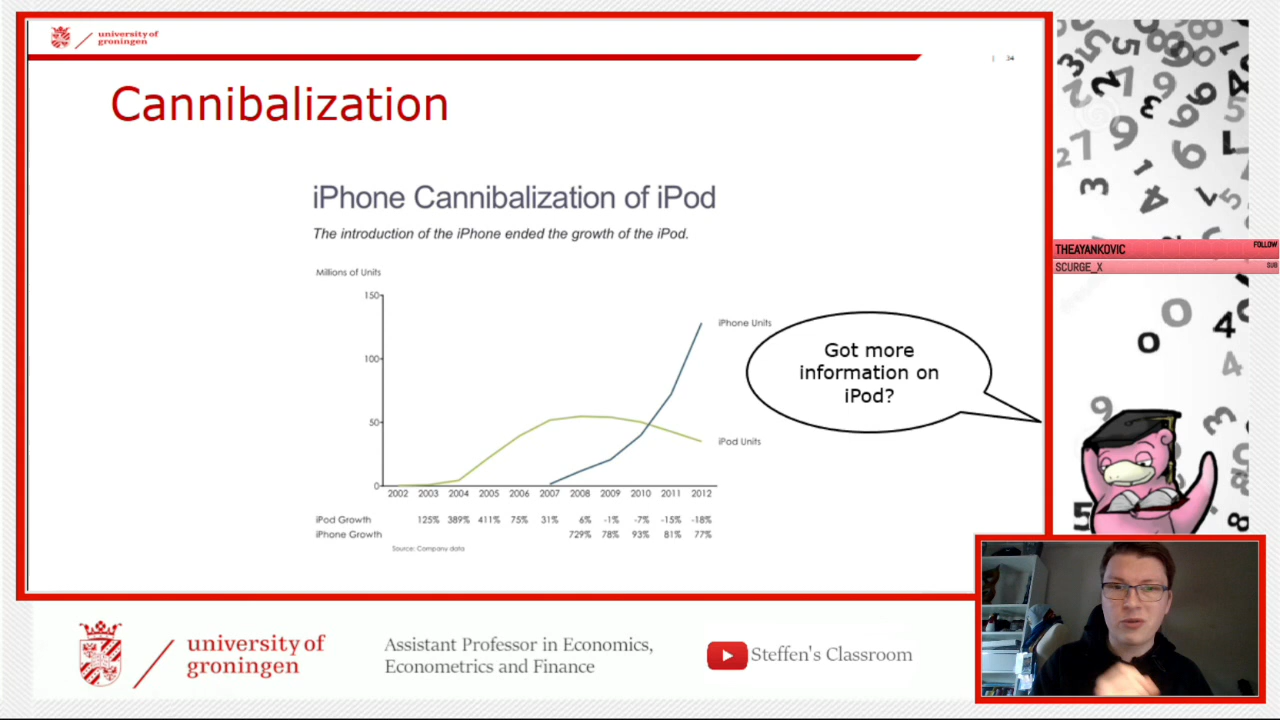 university of
groningen
| 34
Cannibalization
iPhone Cannibalization of iPod
The introduction of the iPhone ended the growth of the iPod.
Millions of Units
150
100
50
0
iPhone Units
iPod Units
2002 2003 2004 2005 2006 2007 2008 2009 2010 2011 2012
iPod Growth 125% 389% 411% 75% 31% 6% -1% -7% -15% -18%
iPhone Growth 729% 78% 93% 81% 77%
Source: Company data
Got more
information on
iPod?
THEAYANKOVIC FOLLOW
SCURGE_X SUB
university of
groningen
Assistant Professor in Economics,
Econometrics and Finance
Steffen's Classroom